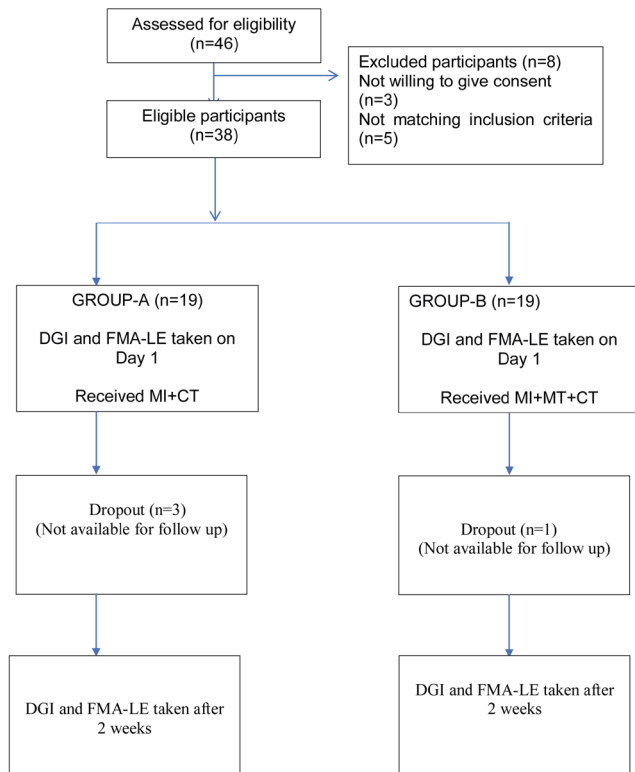 Assessed for eligibility
(n=46)
Excluded participants (n=8)
Not willing to give consent
(n=3)
Not matching inclusion criteria
(n=5)
Eligible participants
(n=38)
GROUP-A (n=19)
DGI and FMA-LE taken on
Day 1
Received MI+CT
GROUP-B (n=19)
DGI and FMA-LE taken on
Day 1
Received MI+MT+CT
Dropout (n=3)
(Not available for follow up)
Dropout (n=1)
(Not available for follow up)
DGI and FMA-LE taken after
2 weeks
DGI and FMA-LE taken after
2 weeks